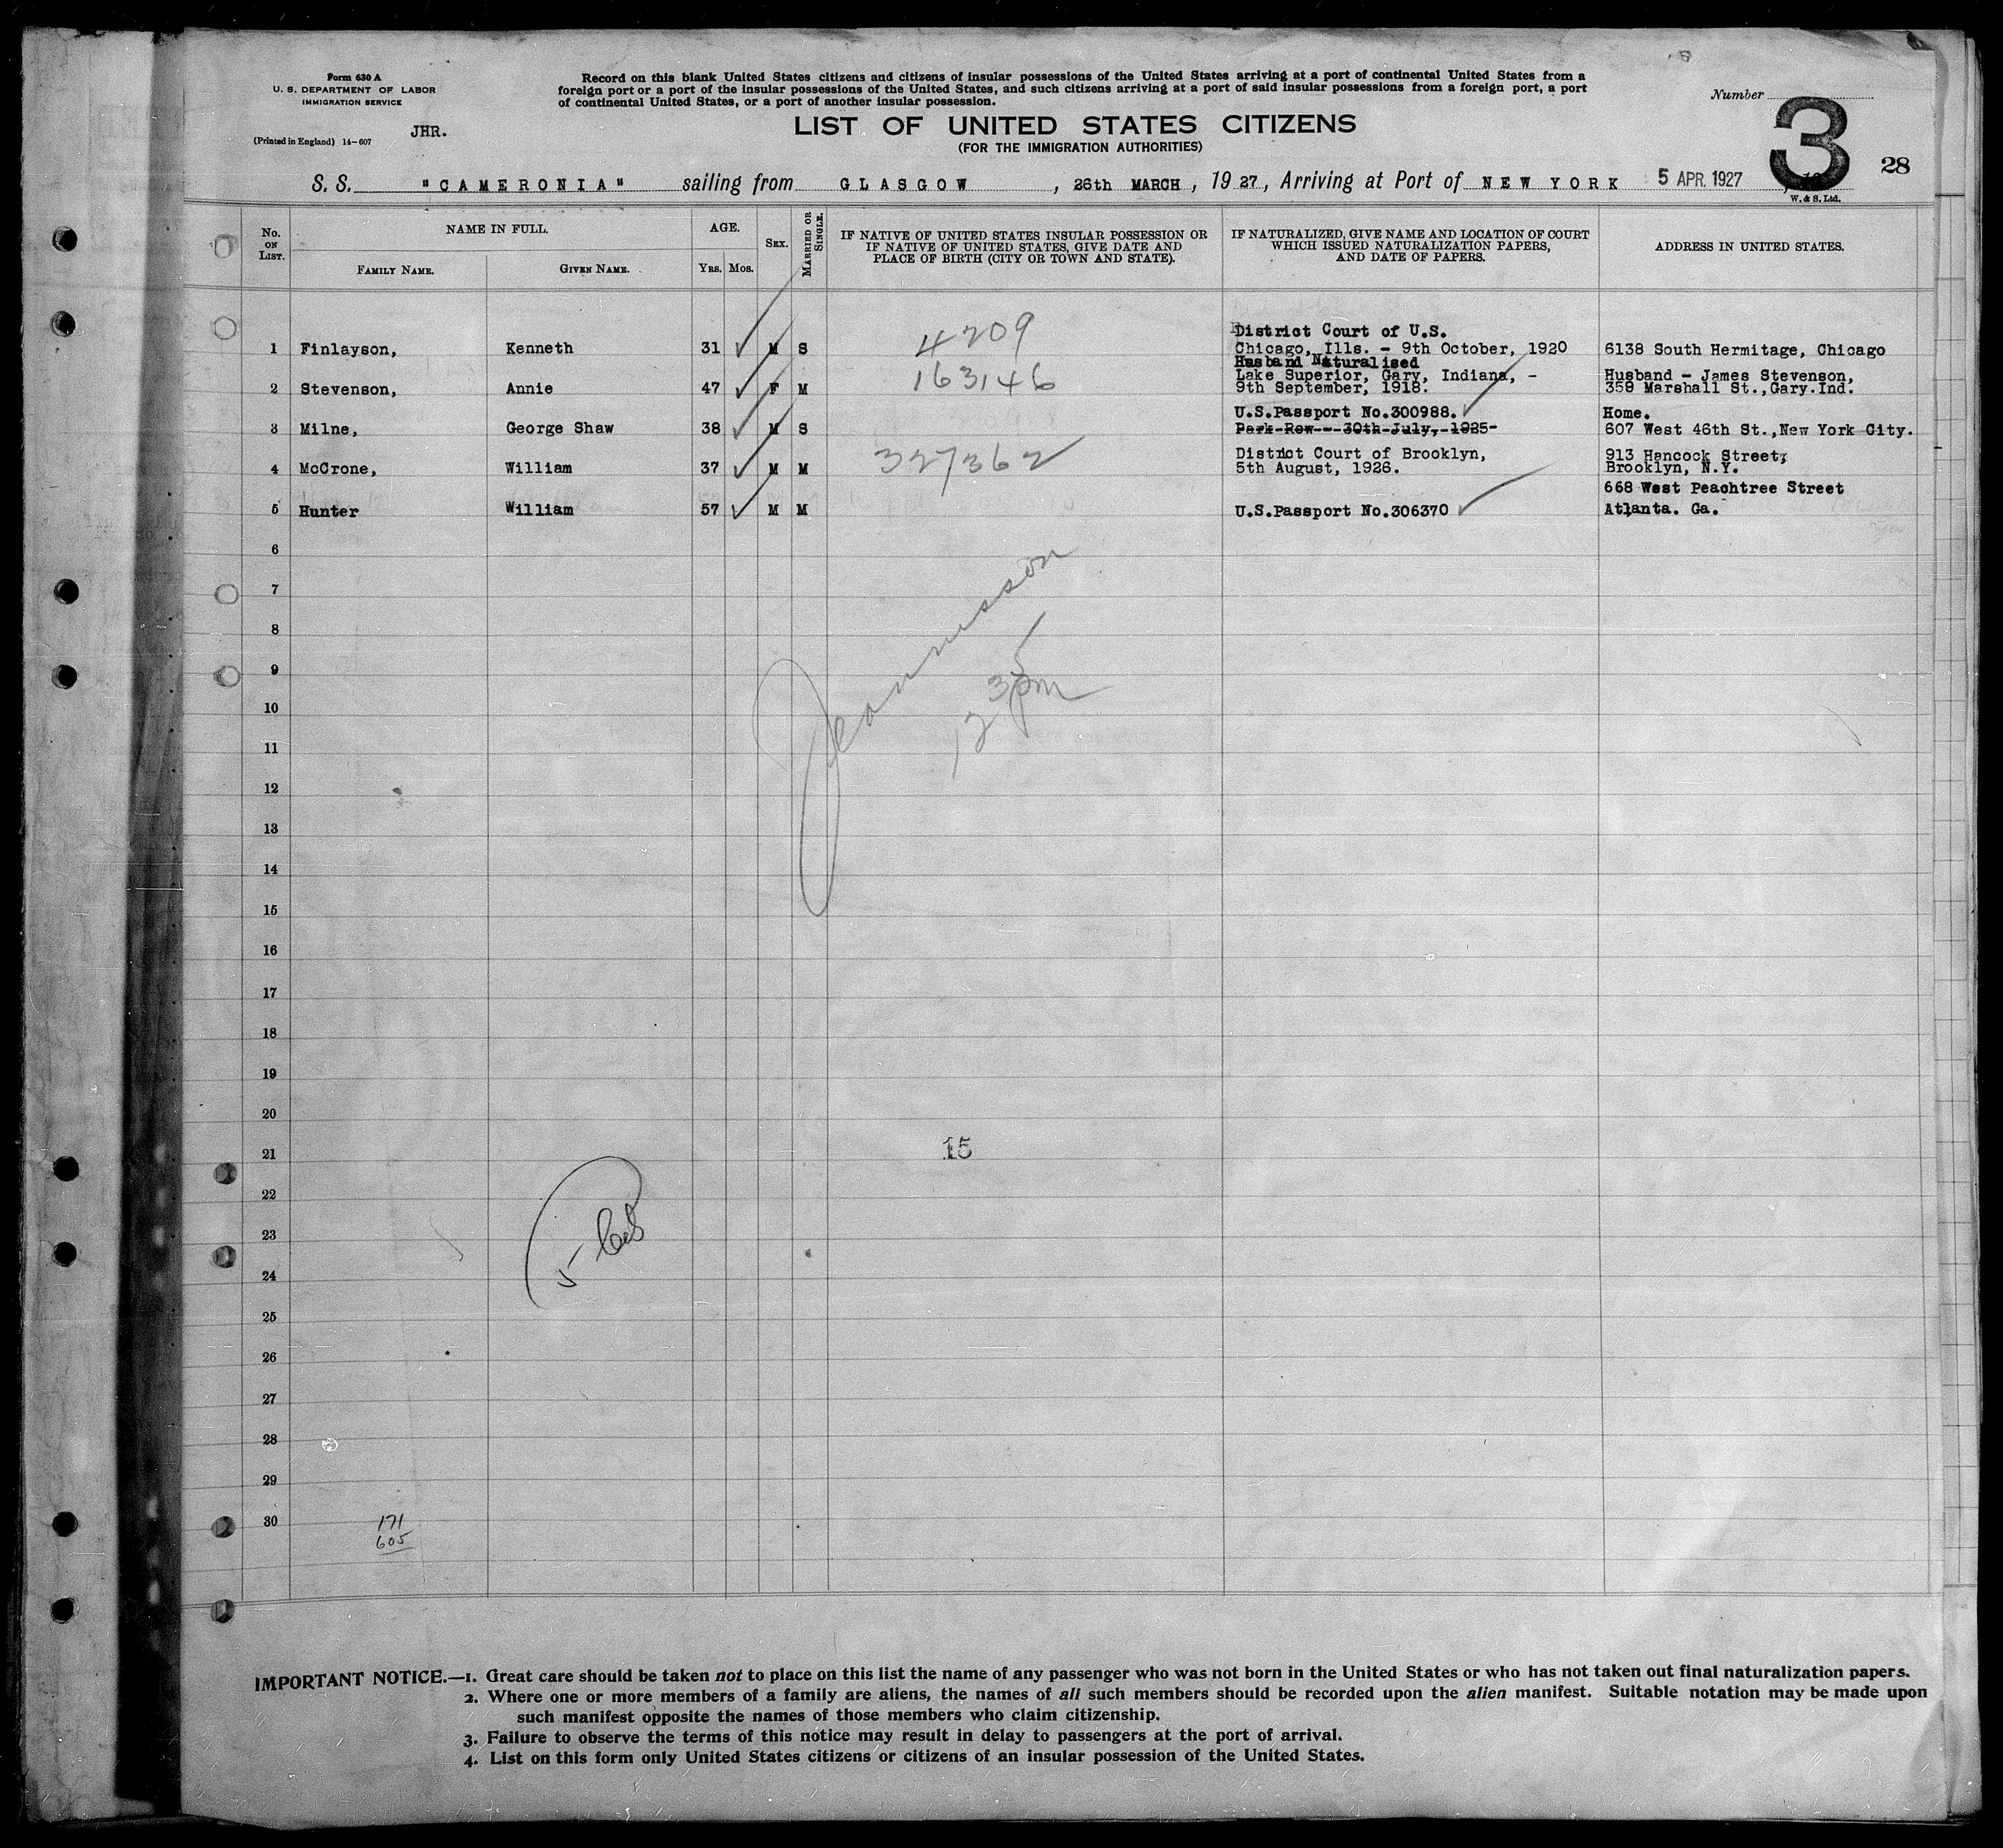 Form 630 A
U. S. DEPARTMENT OF LABOR
IMMIGRATION SERVICE
(Printed in England) 14—607
JHR.
Record on this blank United States citizens and citizens of insular possessions of the United States arriving at a port of continental United States from a
foreign port or a port of the insular possessions of the United States, and such citizens arriving at a port of said insular possessions from a foreign port, a port
of continental United States, or a port of another insular possession.
Number
3
28
LIST OF UNITED STATES CITIZENS
(FOR THE IMMIGRATION AUTHORITIES)
S. S. "CAMERONIA" sailing from GLASGOW, 26th MARCH, 1927, Arriving at Port of NEW YORK 5 APR. 1927
W. & S. Ltd.
No. ON LIST.
NAME IN FULL.
FAMILY NAME.
GIVEN NAME.
AGE.
YRS. MOS.
SEX.
MARRIED OR SINGLE.
IF NATIVE OF UNITED STATES INSULAR POSSESSION OR
IF NATIVE OF UNITED STATES, GIVE DATE AND
PLACE OF BIRTH (CITY OR TOWN AND STATE).
IF NATURALIZED, GIVE NAME AND LOCATION OF COURT
WHICH ISSUED NATURALIZATION PAPERS,
AND DATE OF PAPERS.
ADDRESS IN UNITED STATES.
District Court of U.S.
1 Finlayson, Kenneth 31 M S 4209 Chicago, Ills. - 9th October, 1920 6138 South Hermitage, Chicago
Husband Naturalised
163146 Lake Superior, Gary, Indiana, - Husband - James Stevenson,
2 Stevenson, Annie 47 F M 9th September, 1918. 358 Marshall St.,Gary.Ind.
U.S.Passport No.300988. Home.
3 Milne, George Shaw 38 M S Park-Row--30th-July,-1925- 607 West 46th St.,New York City.
327362 District Court of Brooklyn, 913 Hancock Street,
4 McCrone, William 37 M M 5th August, 1926. Brooklyn, N.Y.
668 West Peachtree Street
5 Hunter William 57 M M U.S.Passport No.306370 Atlanta. Ga.
6
7
8
9
10
11
12
13
14
15
16
17
18
19
20
21
22
23
24
25
26
27
28
29
30
12 35 pm
15
5
171
605
IMPORTANT NOTICE.—1. Great care should be taken not to place on this list the name of any passenger who was not born in the United States or who has not taken out final naturalization papers.
2. Where one or more members of a family are aliens, the names of all such members should be recorded upon the alien manifest. Suitable notation may be made upon
such manifest opposite the names of those members who claim citizenship.
3. Failure to observe the terms of this notice may result in delay to passengers at the port of arrival.
4. List on this form only United States citizens or citizens of an insular possession of the United States.